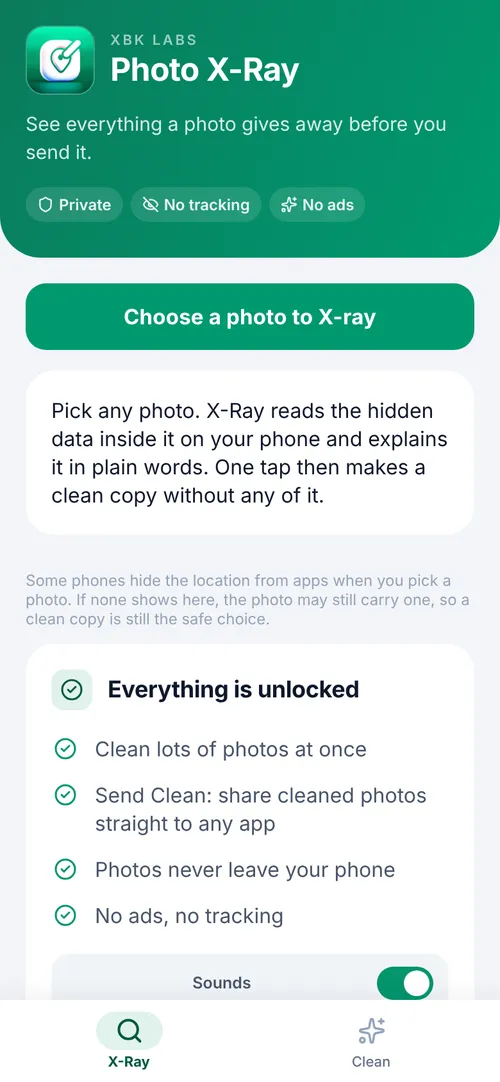 XBK LABS
Photo X-Ray
See everything a photo gives away before you
send it.
Private
No tracking
No ads
Choose a photo to X-ray
Pick any photo. X-Ray reads the hidden
data inside it on your phone and explains
it in plain words. One tap then makes a
clean copy without any of it.
Some phones hide the location from apps when you pick a
photo. If none shows here, the photo may still carry one, so a
clean copy is still the safe choice.
Everything is unlocked
Clean lots of photos at once
Send Clean: share cleaned photos
straight to any app
Photos never leave your phone
No ads, no tracking
Sounds
X-Ray
Clean